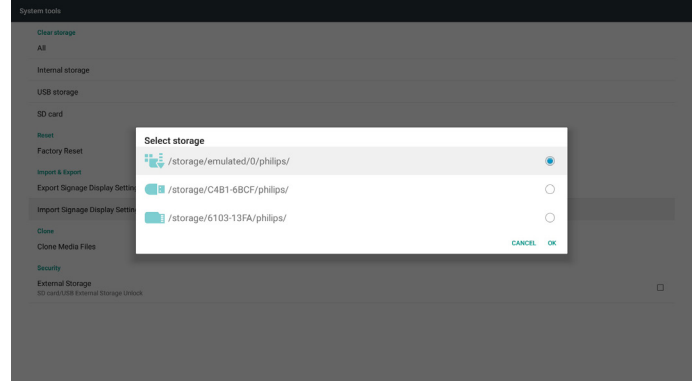 System tools
Clear storage
All
Internal storage
USB storage
SD card
Reset
Factory Reset
Import & Export
Export Signage Display Settin
Import Signage Display Settin
Clone
Clone Media Files
Security
External Storage
SD card/USB External Storage Unlock
Select storage
/storage/emulated/0/philips/
/storage/C4B1-6BCF/philips/
/storage/6103-13FA/philips/
CANCEL OK